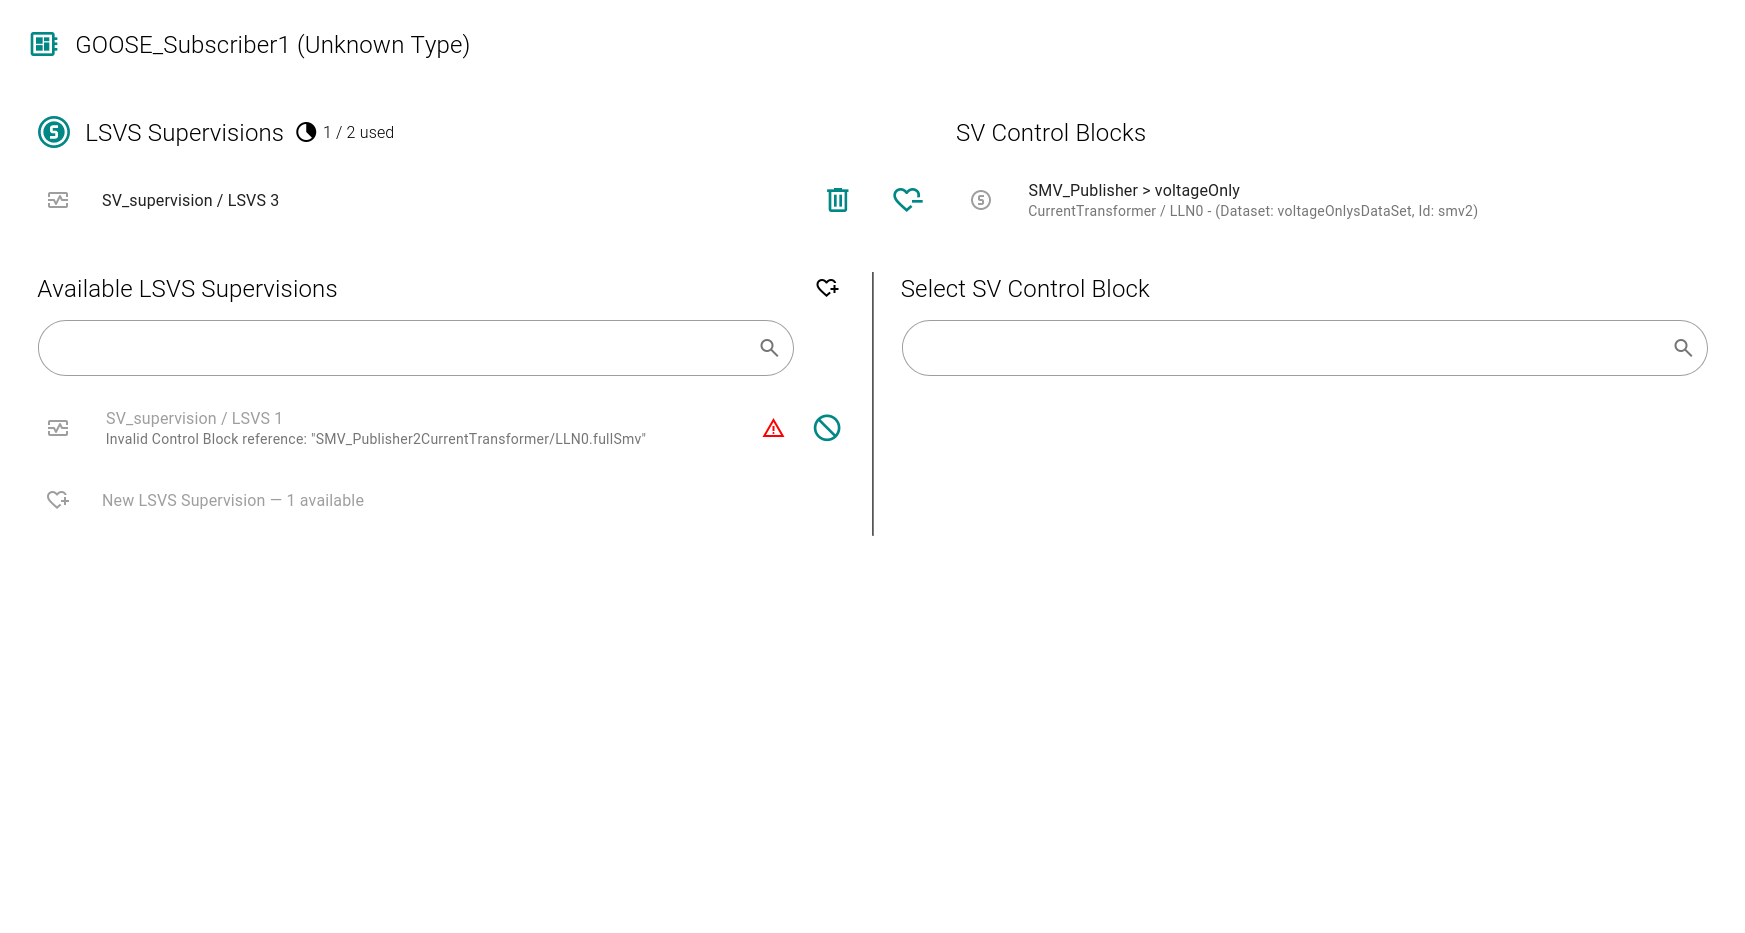 GOOSE_Subscriber1 (Unknown Type)
LSVS Supervisions 1 / 2 used
SV Control Blocks
SV_supervision / LSVS 3
SMV_Publisher > voltageOnly
CurrentTransformer / LLN0 - (Dataset: voltageOnlysDataSet, Id: smv2)
Available LSVS Supervisions
Select SV Control Block
SV_supervision / LSVS 1
Invalid Control Block reference: "SMV_Publisher2CurrentTransformer/LLN0.fullSmv"
New LSVS Supervision — 1 available